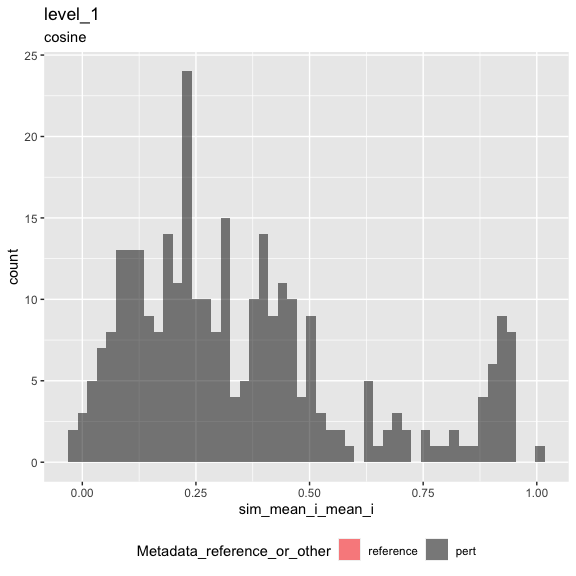 level_1
cosine
25
20
15
10
5
0
count
0.00 0.25 0.50 0.75 1.00
sim_mean_i_mean_i
Metadata_reference_or_other reference pert